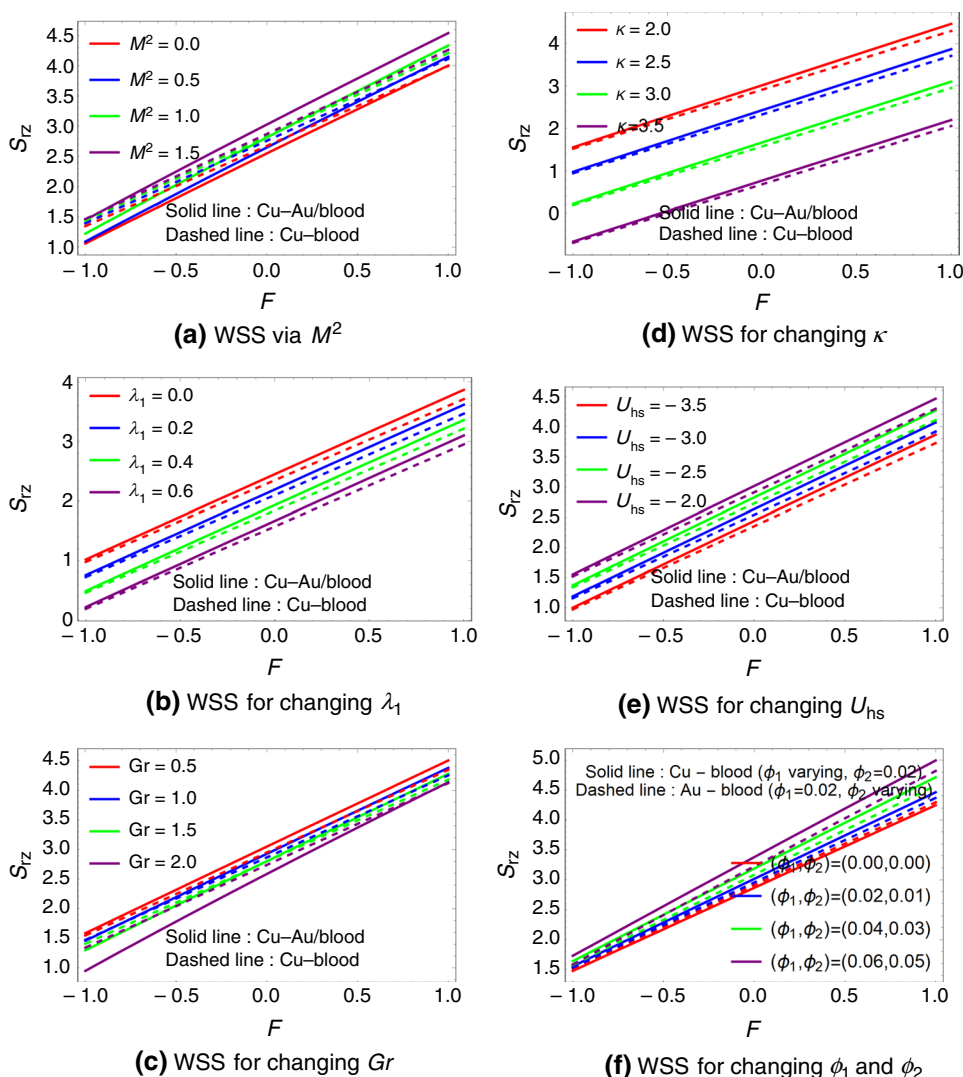 4.5
4.0
3.5
3.0
2.5
2.0
1.5
1.0
S_rz
M² = 0.0
M² = 0.5
M² = 1.0
M² = 1.5
Solid line : Cu–Au/blood
Dashed line : Cu–blood
– 1.0 – 0.5 0.0 0.5 1.0
F
(a) WSS via M²
4
3
2
1
0
S_rz
λ₁ = 0.0
λ₁ = 0.2
λ₁ = 0.4
λ₁ = 0.6
Solid line : Cu–Au/blood
Dashed line : Cu–blood
– 1.0 – 0.5 0.0 0.5 1.0
F
(b) WSS for changing λ₁
4.5
4.0
3.5
3.0
2.5
2.0
1.5
1.0
S_rz
Gr = 0.5
Gr = 1.0
Gr = 1.5
Gr = 2.0
Solid line : Cu–Au/blood
Dashed line : Cu–blood
– 1.0 – 0.5 0.0 0.5 1.0
F
(c) WSS for changing Gr
4
3
2
1
0
S_rz
κ = 2.0
κ = 2.5
κ = 3.0
κ=3.5
Solid line : Cu–Au/blood
Dashed line : Cu–blood
– 1.0 – 0.5 0.0 0.5 1.0
F
(d) WSS for changing κ
4.5
4.0
3.5
3.0
2.5
2.0
1.5
1.0
S_rz
U_hs = – 3.5
U_hs = – 3.0
U_hs = – 2.5
U_hs = – 2.0
Solid line : Cu–Au/blood
Dashed line : Cu–blood
– 1.0 – 0.5 0.0 0.5 1.0
F
(e) WSS for changing U_hs
5.0
4.5
4.0
3.5
3.0
2.5
2.0
1.5
S_rz
Solid line : Cu – blood (ϕ₁ varying, ϕ₂=0.02)
Dashed line : Au – blood (ϕ₁=0.02, ϕ₂ varying)
(ϕ₁,ϕ₂)=(0.00,0.00)
(ϕ₁,ϕ₂)=(0.02,0.01)
(ϕ₁,ϕ₂)=(0.04,0.03)
(ϕ₁,ϕ₂)=(0.06,0.05)
– 1.0 – 0.5 0.0 0.5 1.0
F
(f) WSS for changing ϕ₁ and ϕ₂